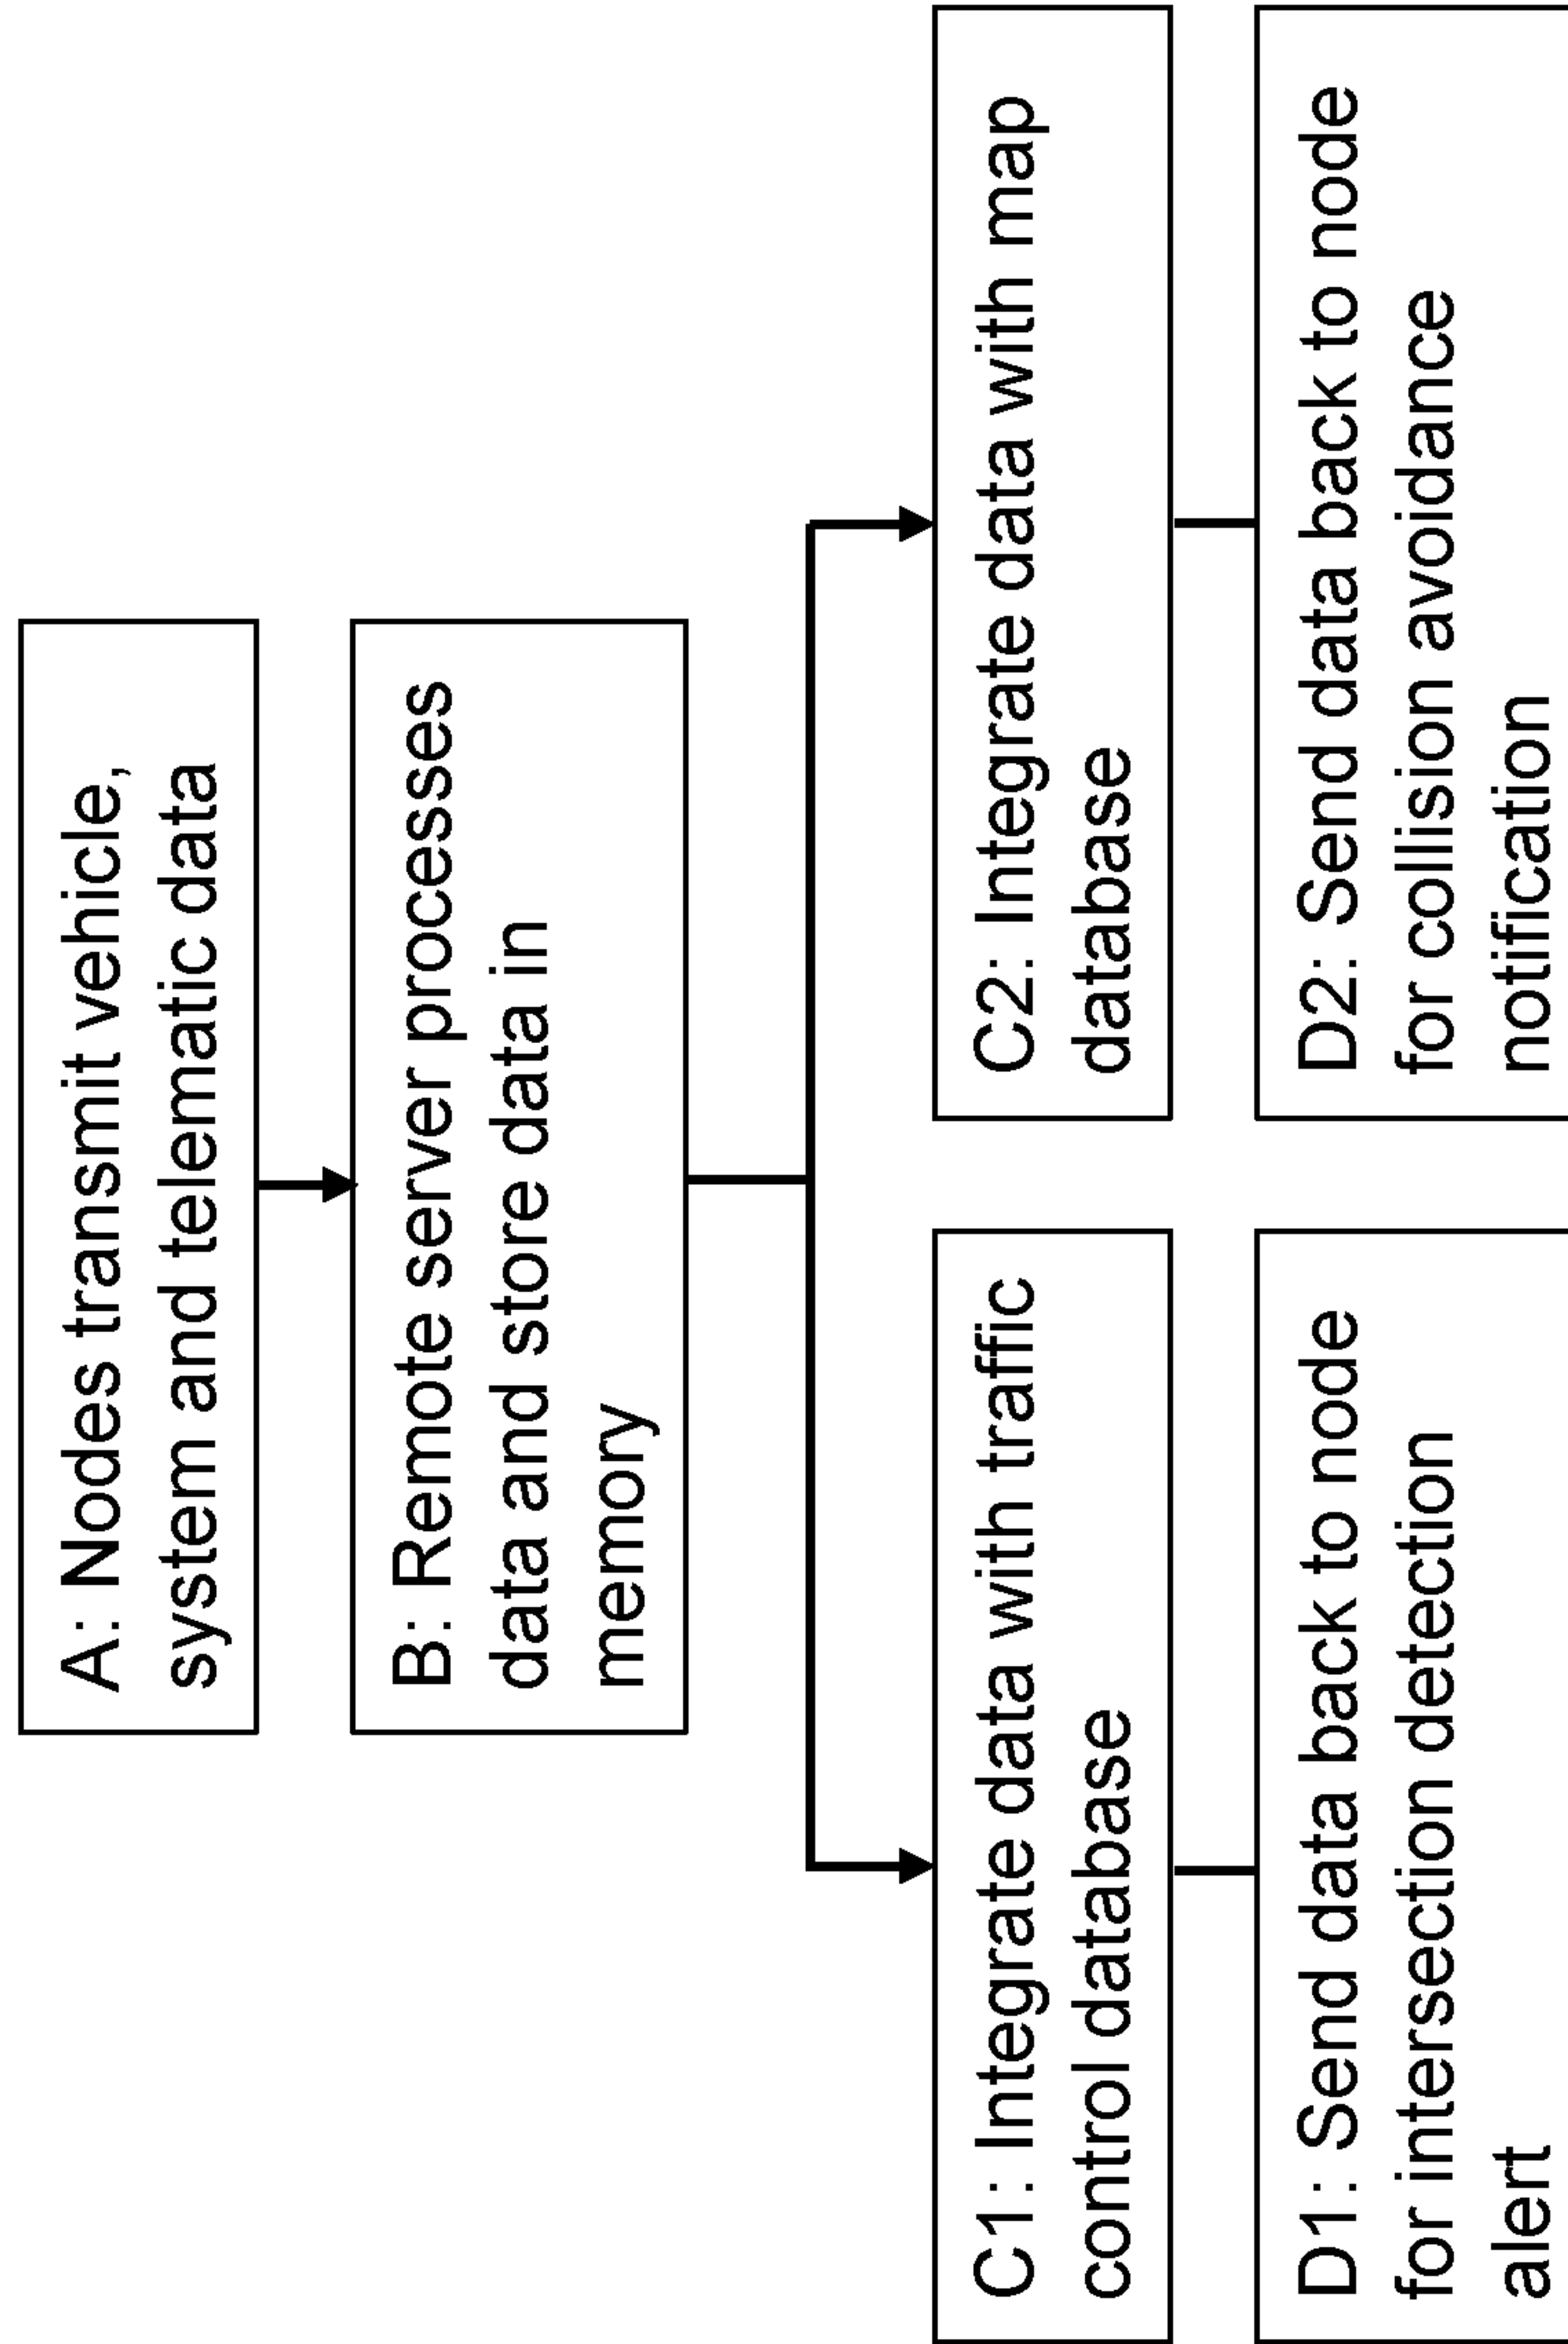 A: Nodes transmit vehicle,
system and telematic data
B: Remote server processes
data and store data in
memory
C1: Integrate data with traffic
control database
C2: Integrate data with map
database
D1: Send data back to node
for intersection detection
alert
D2: Send data back to node
for collision avoidance
notification